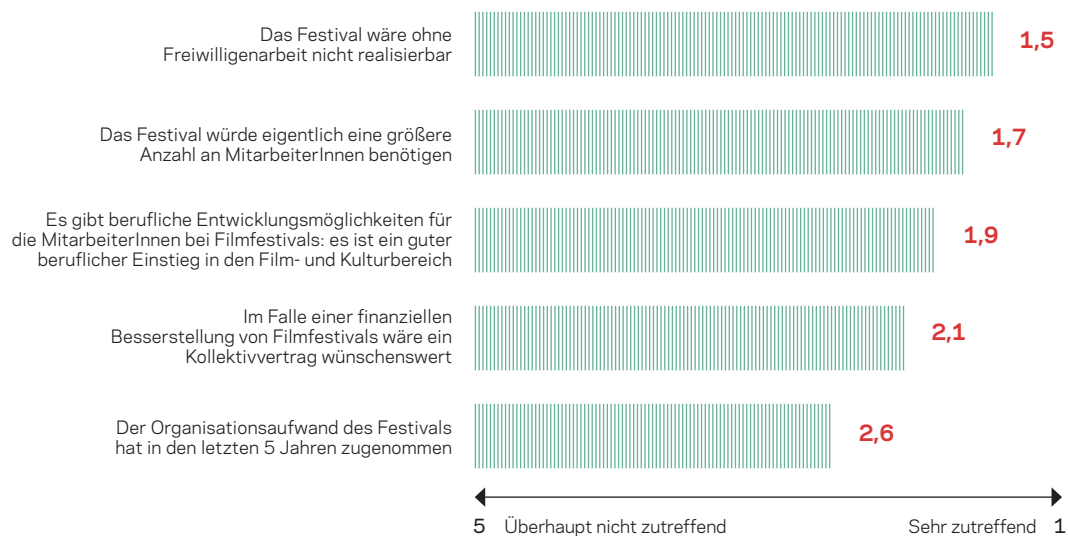 Das Festival wäre ohne
Freiwilligenarbeit nicht realisierbar
1,5
Das Festival würde eigentlich eine größere
Anzahl an MitarbeiterInnen benötigen
1,7
Es gibt berufliche Entwicklungsmöglichkeiten für
die MitarbeiterInnen bei Filmfestivals: es ist ein guter
beruflicher Einstieg in den Film- und Kulturbereich
1,9
Im Falle einer finanziellen
Besserstellung von Filmfestivals wäre ein
Kollektivvertrag wünschenswert
2,1
Der Organisationsaufwand des Festivals
hat in den letzten 5 Jahren zugenommen
2,6
5 Überhaupt nicht zutreffend Sehr zutreffend 1